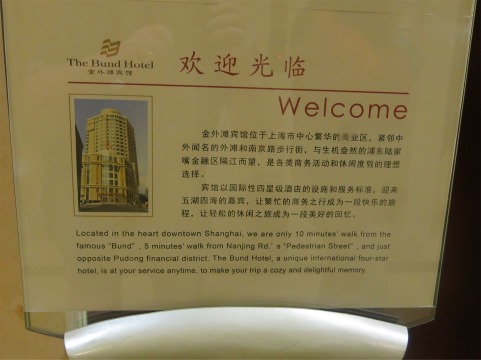 The Bund Hotel
金外滩宾馆
欢迎光临
Welcome
金外滩宾馆位于上海市中心繁华的商业区，紧邻中
外闻名的外滩和南京路步行街，与生机盎然的浦东陆家
嘴金融区隔江而望，是各类商务活动和休闲度假的理想
选择。
宾馆以国际性四星级酒店的设施和服务标准，迎来
五湖四海的嘉宾，让繁忙的商务之行成为一段快乐的旅
程，让轻松的休闲之旅成为一段美好的回忆。
Located in the heart downtown Shanghai, we are only 10 minutes' walk from the
famous “Bund” , 5 minutes' walk from Nanjing Rd.' s “Pedestrian Street” , and just
opposite Pudong financial district. The Bund Hotel, a unique international four-star
hotel, is at your service anytime, to make your trip a cozy and delightful memory.